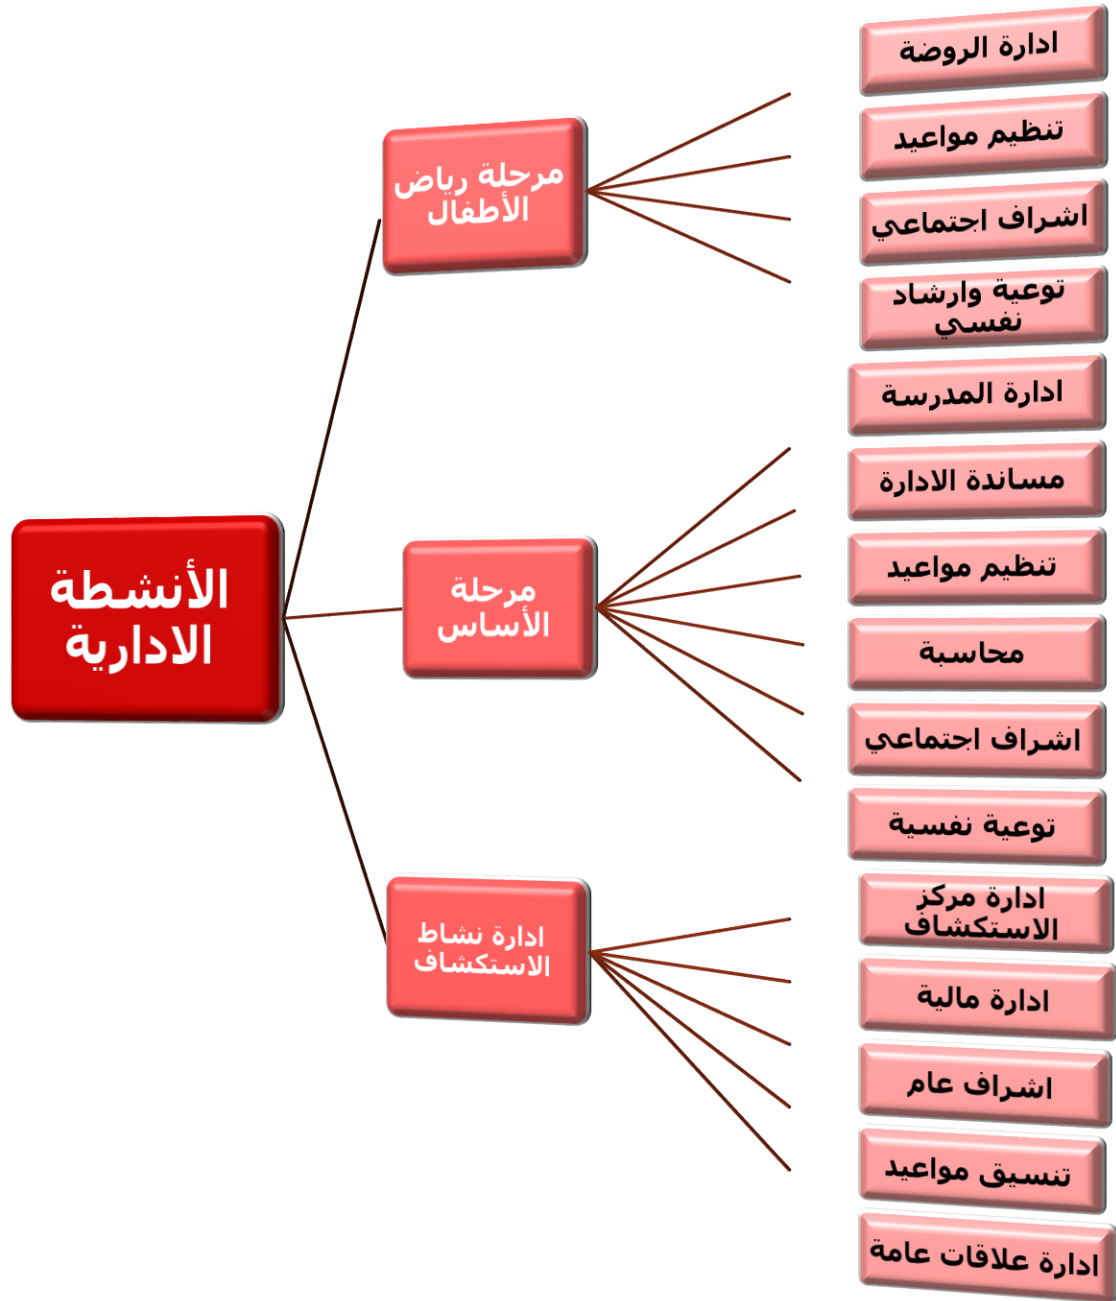 الأنشطة
الادارية
مرحلة رياض
الأطفال
ادارة الروضة
تنظيم مواعيد
اشراف اجتماعي
توعية وارشاد
نفسي
مرحلة
الأساس
ادارة المدرسة
مساندة الادارة
تنظيم مواعيد
محاسبة
اشراف اجتماعي
توعية نفسية
ادارة نشاط
الاستكشاف
ادارة مركز
الاستكشاف
ادارة مالية
اشراف عام
تنسيق مواعيد
ادارة علاقات عامة